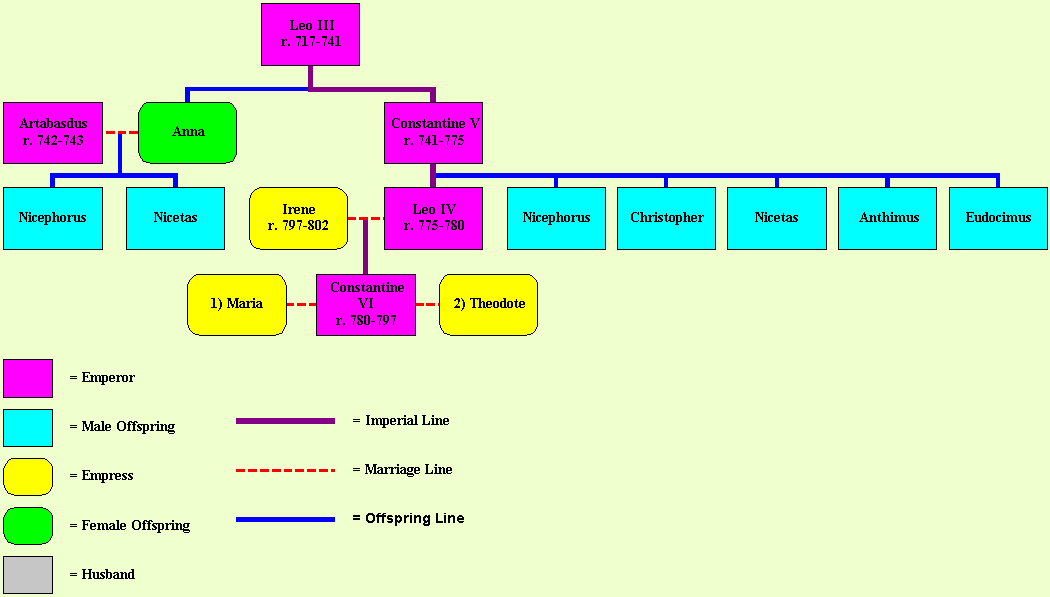 Leo III
r. 717-741
Artabasdus
r. 742-743
Anna
Constantine V
r. 741-775
Nicephorus
Nicetas
Irene
r. 797-802
Leo IV
r. 775-780
Nicephorus
Christopher
Nicetas
Anthimus
Eudocimus
1) Maria
Constantine
VI
r. 780-797
2) Theodote
= Emperor
= Male Offspring
= Empress
= Female Offspring
= Husband
= Imperial Line
= Marriage Line
= Offspring Line